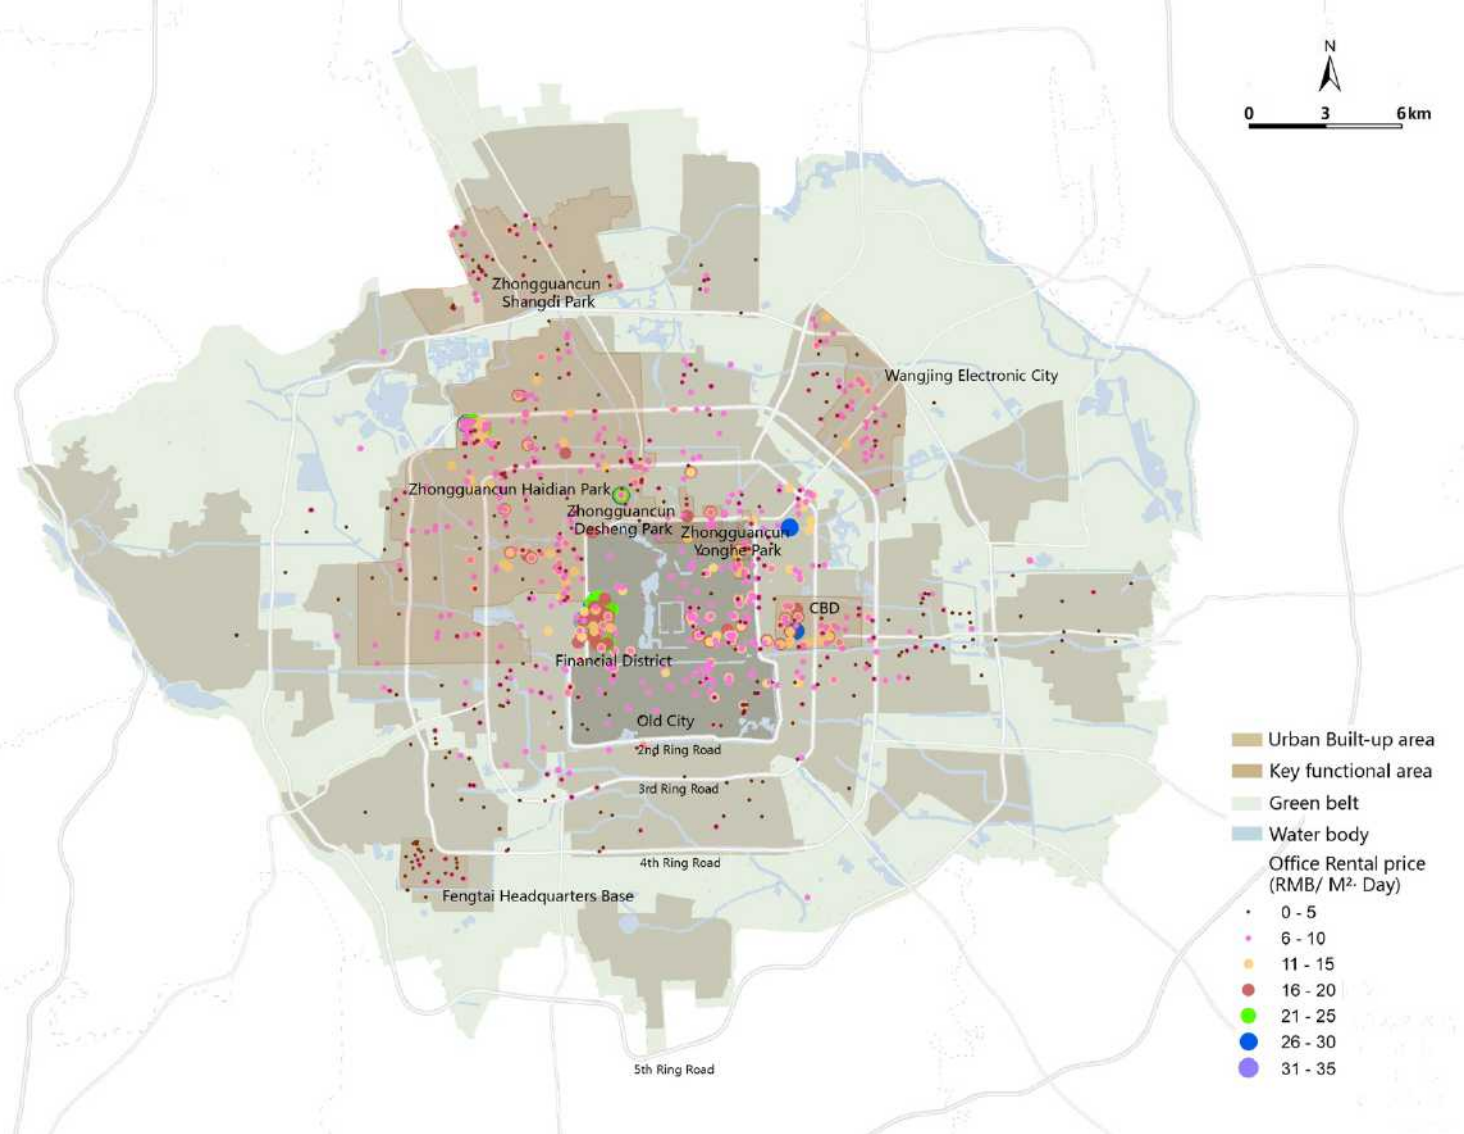 N
0 3 6 km
Zhongguancun
Shangdi Park
Wangjing Electronic City
Zhongguancun Haidian Park
Zhongguancun
Desheng Park
Zhongguancun
Yonghe Park
CBD
Financial District
Old City
2nd Ring Road
3rd Ring Road
4th Ring Road
Fengtai Headquarters Base
5th Ring Road
Urban Built-up area
Key functional area
Green belt
Water body
Office Rental price
(RMB/ M²· Day)
0 - 5
6 - 10
11 - 15
16 - 20
21 - 25
26 - 30
31 - 35